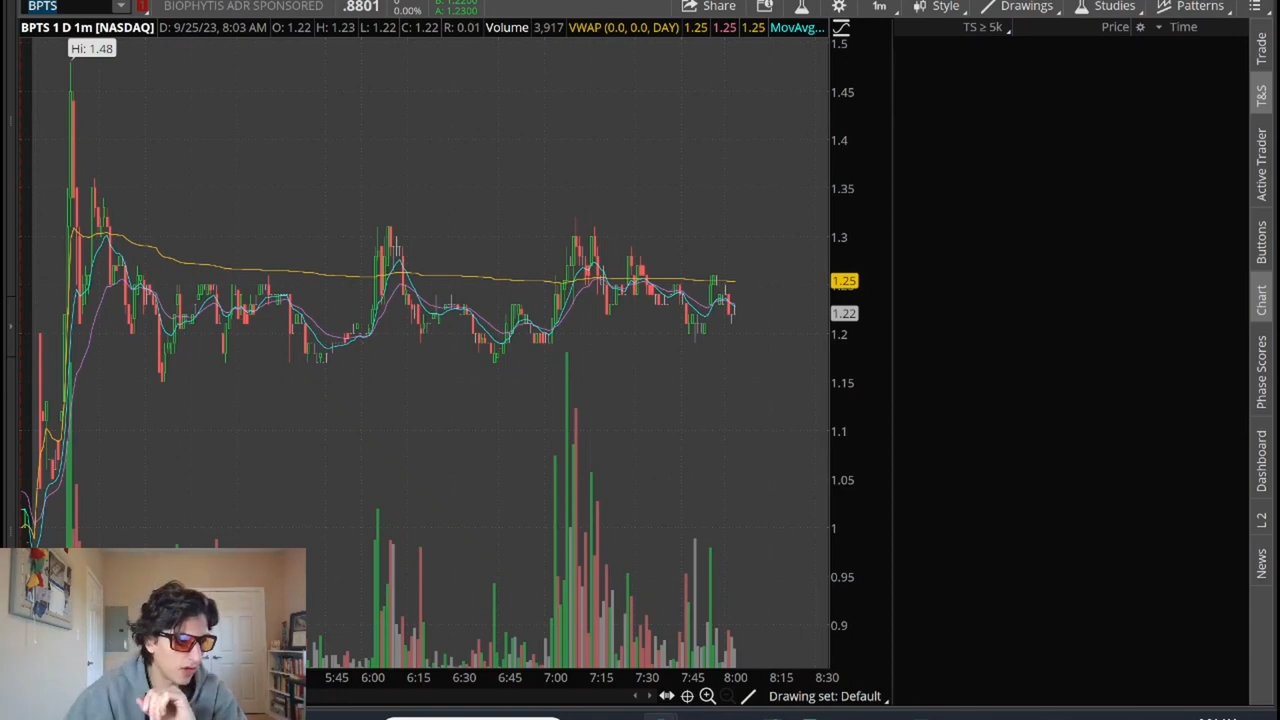 BPTS
1
BIOPHYTIS ADR SPONSORED
.8801
0.00%
B: 1.2200
A: 1.2300
Share
1m
Style
Drawings
Studies
Patterns
BPTS 1 D 1m [NASDAQ] D: 9/25/23, 8:03 AM O: 1.22 H: 1.23 L: 1.22 C: 1.22 R: 0.01 Volume 3,917 VWAP (0.0, 0.0, DAY) 1.25 1.25 1.25 MovAvg...
TS ≥ 5k
Price
Time
Hi: 1.48
1.5
1.45
1.4
1.35
1.3
1.25
1.22
1.2
1.15
1.1
1.05
1
0.95
0.9
5:45 6:00 6:15 6:30 6:45 7:00 7:15 7:30 7:45 8:00 8:15 8:30
Drawing set: Default
Trade
T&S
Active Trader
Buttons
Chart
Phase Scores
Dashboard
L 2
News